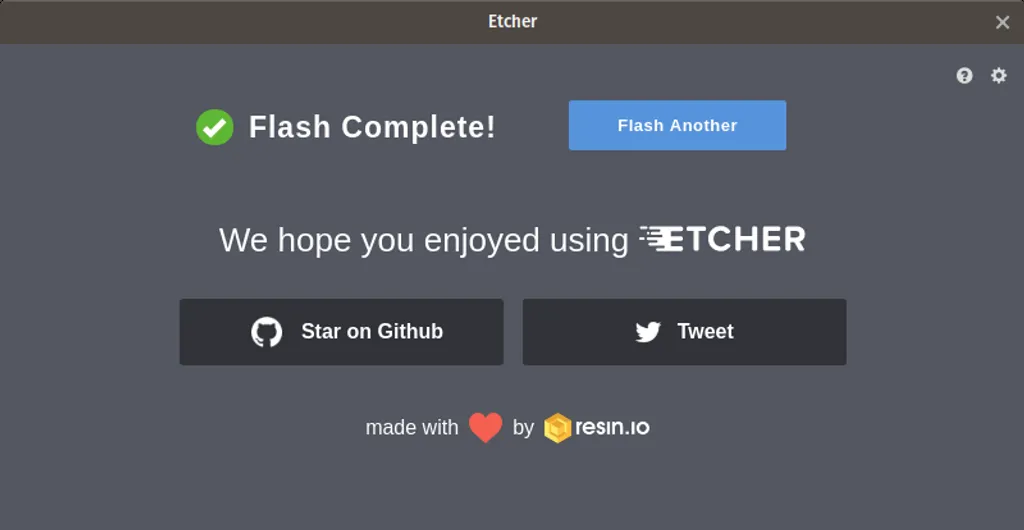 Etcher
Flash Complete!
Flash Another
We hope you enjoyed using ETCHER
Star on Github
Tweet
made with by resin.io